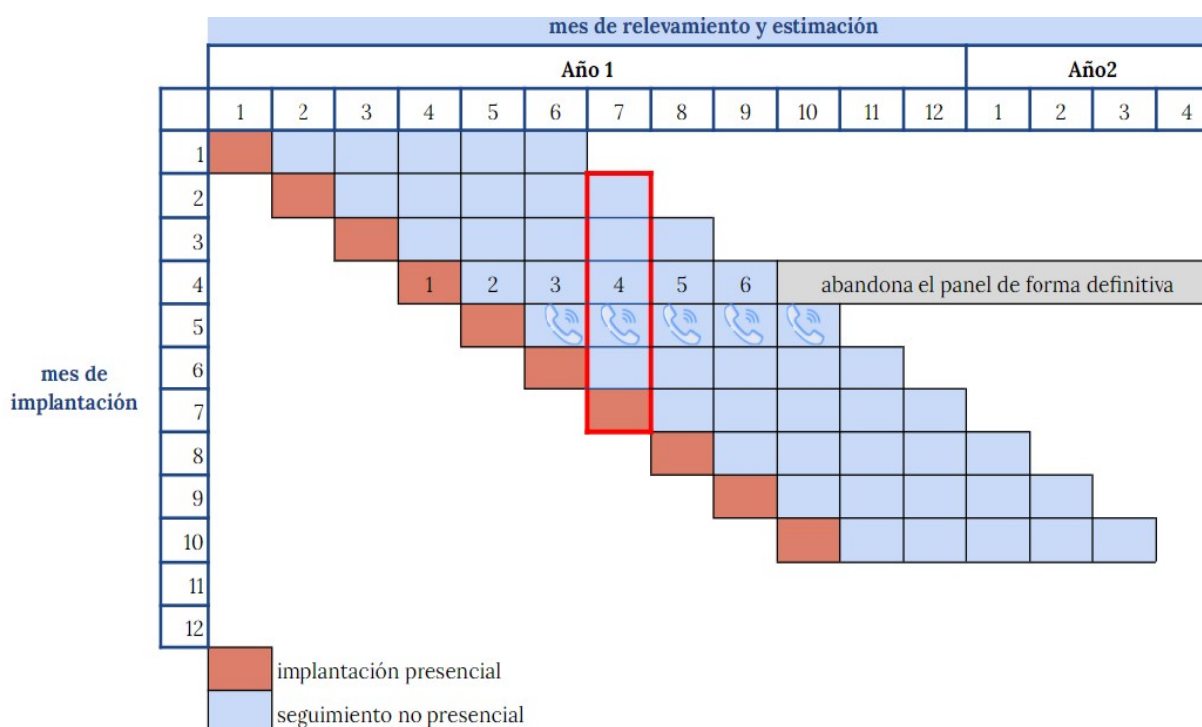 mes de relevamiento y estimación
Año 1 Año2
1 2 3 4 5 6 7 8 9 10 11 12 1 2 3 4
1
2
3
4 1 2 3 4 5 6 abandona el panel de forma definitiva
5
6
mes de
implantación
7
8
9
10
11
12
implantación presencial
seguimiento no presencial